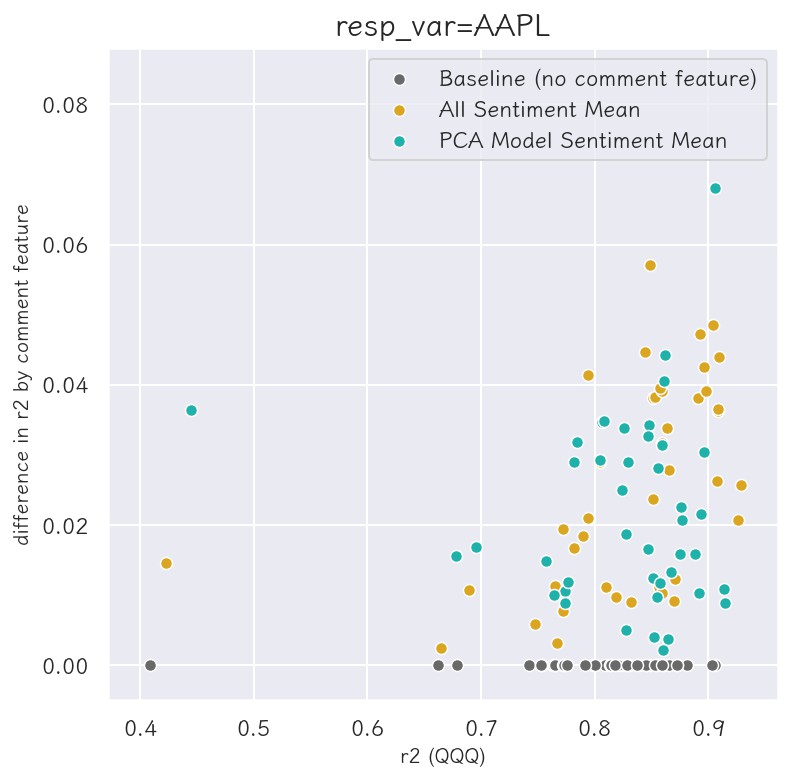 resp_var=AAPL
Baseline (no comment feature)
All Sentiment Mean
PCA Model Sentiment Mean
difference in r2 by comment feature
0.08
0.06
0.04
0.02
0.00
0.4 0.5 0.6 0.7 0.8 0.9
r2 (QQQ)